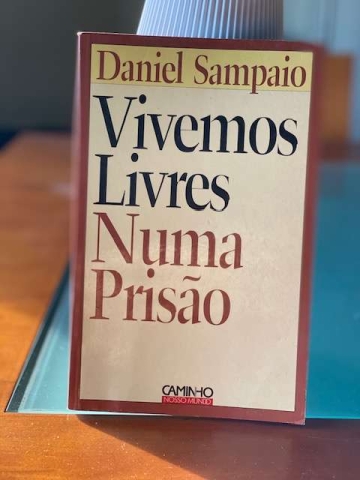 Daniel Sampaio
Vivemos
Livres
Numa
Prisão
CAMINHO
NOSSO MUNDO